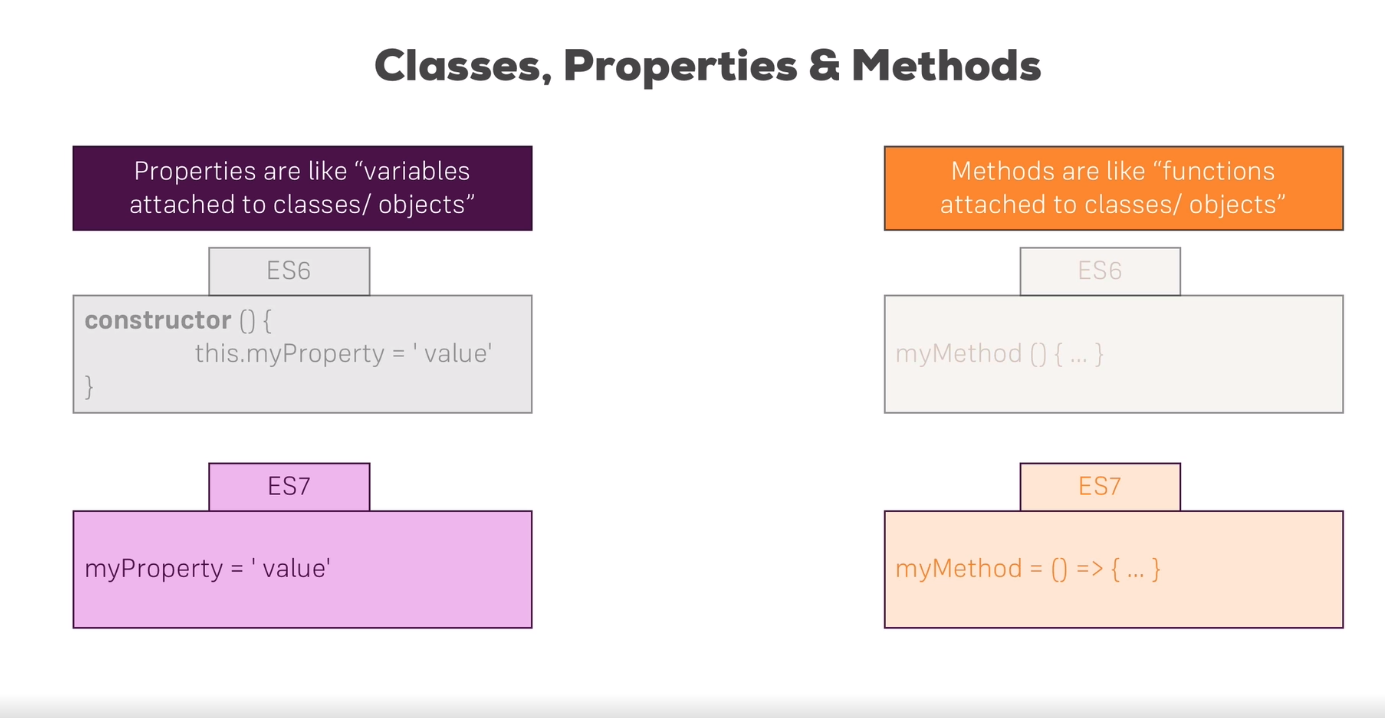 Classes, Properties & Methods
Properties are like “variables
attached to classes/ objects”
ES6
constructor () {
this.myProperty = ' value'
}
ES7
myProperty = ' value'
Methods are like “functions
attached to classes/ objects”
ES6
myMethod () { ... }
ES7
myMethod = () => { ... }